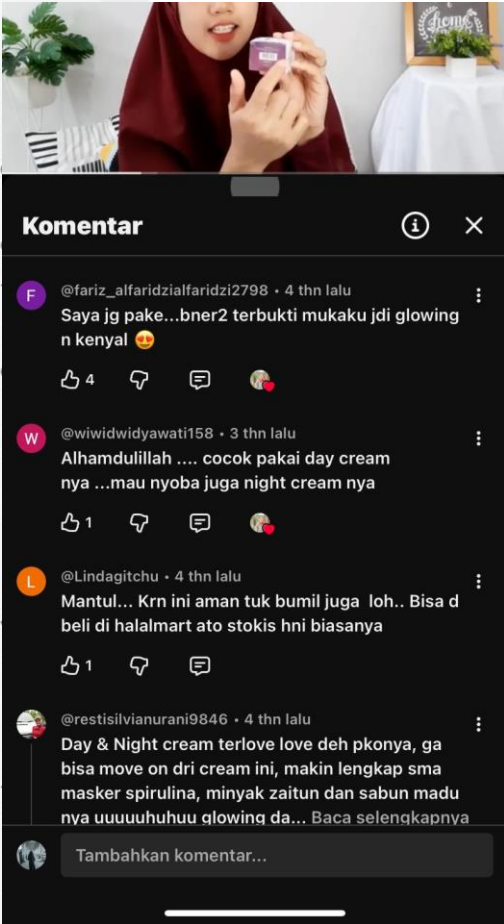 home
Komentar
@fariz_alfaridzialfaridzi2798 • 4 thn lalu
Saya jg pake...bner2 terbukti mukaku jdi glowing
n kenyal 😍
4
@wiwidwidyawati158 • 3 thn lalu
Alhamdulillah .... cocok pakai day cream
nya ...mau nyoba juga night cream nya
1
@Lindagitchu • 4 thn lalu
Mantul... Krn ini aman tuk bumil juga  loh.. Bisa d
beli di halalmart ato stokis hni biasanya
1
@restisilvianurani9846 • 4 thn lalu
Day & Night cream terlove love deh pkonya, ga
bisa move on dri cream ini, makin lengkap sma
masker spirulina, minyak zaitun dan sabun madu
nya uuuuuhuhuu glowing da... Baca selengkapnya
Tambahkan komentar...
F
W
L